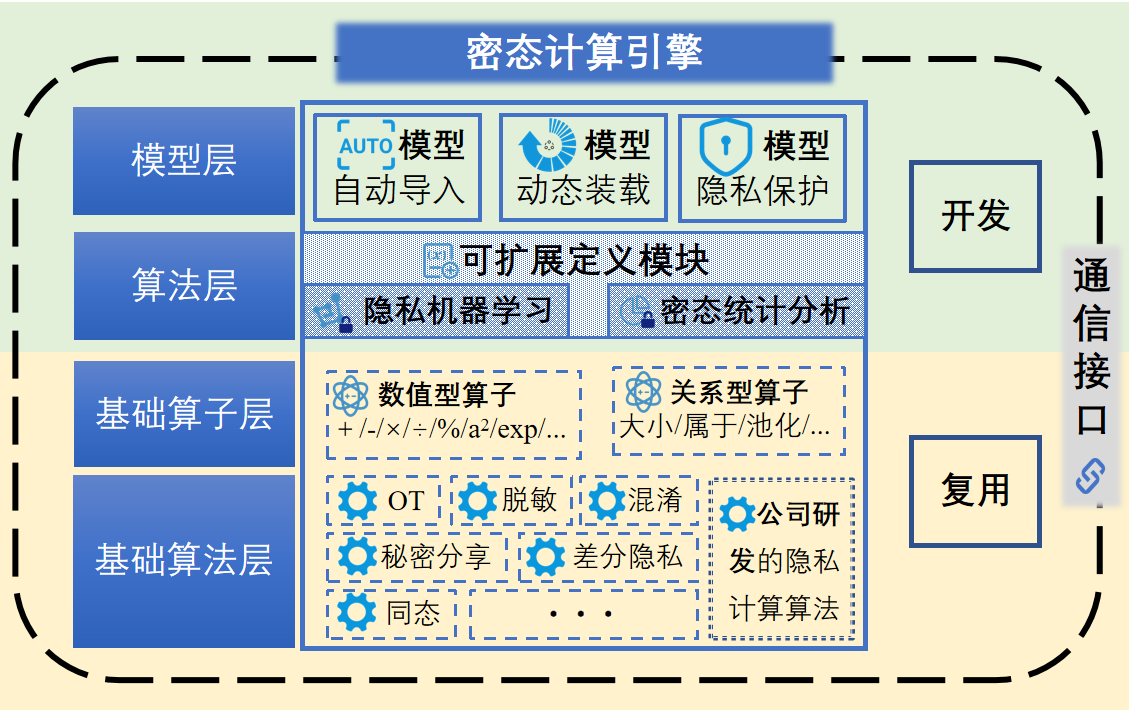 密态计算引擎
模型层
AUTO 模型
自动导入
模型
动态装载
模型
隐私保护
算法层
(x) 可扩展定义模块
隐私机器学习
密态统计分析
基础算子层
数值型算子
+/-/×/÷/%/a²/exp/...
关系型算子
大小/属于/池化/...
基础算法层
OT
脱敏
混淆
秘密分享
差分隐私
同态
···
公司研
发的隐私
计算算法
开发
复用
通
信
接
口